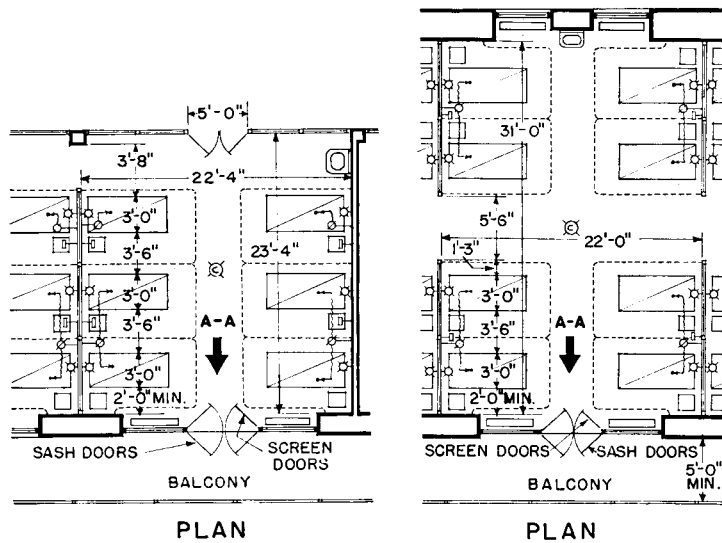 5'-0"
3'-8"
22'-4"
3'-0"
3'-6"
23'-4"
C
3'-0"
3'-6"
A-A
3'-0"
2'-0" MIN.
SASH DOORS
SCREEN
DOORS
BALCONY
PLAN
31'-0"
5'-6"
C
22'-0"
1'-3"
3'-0"
3'-6"
A-A
3'-0"
2'-0" MIN.
SCREEN DOORS
SASH DOORS
5'-0"
MIN.
BALCONY
PLAN